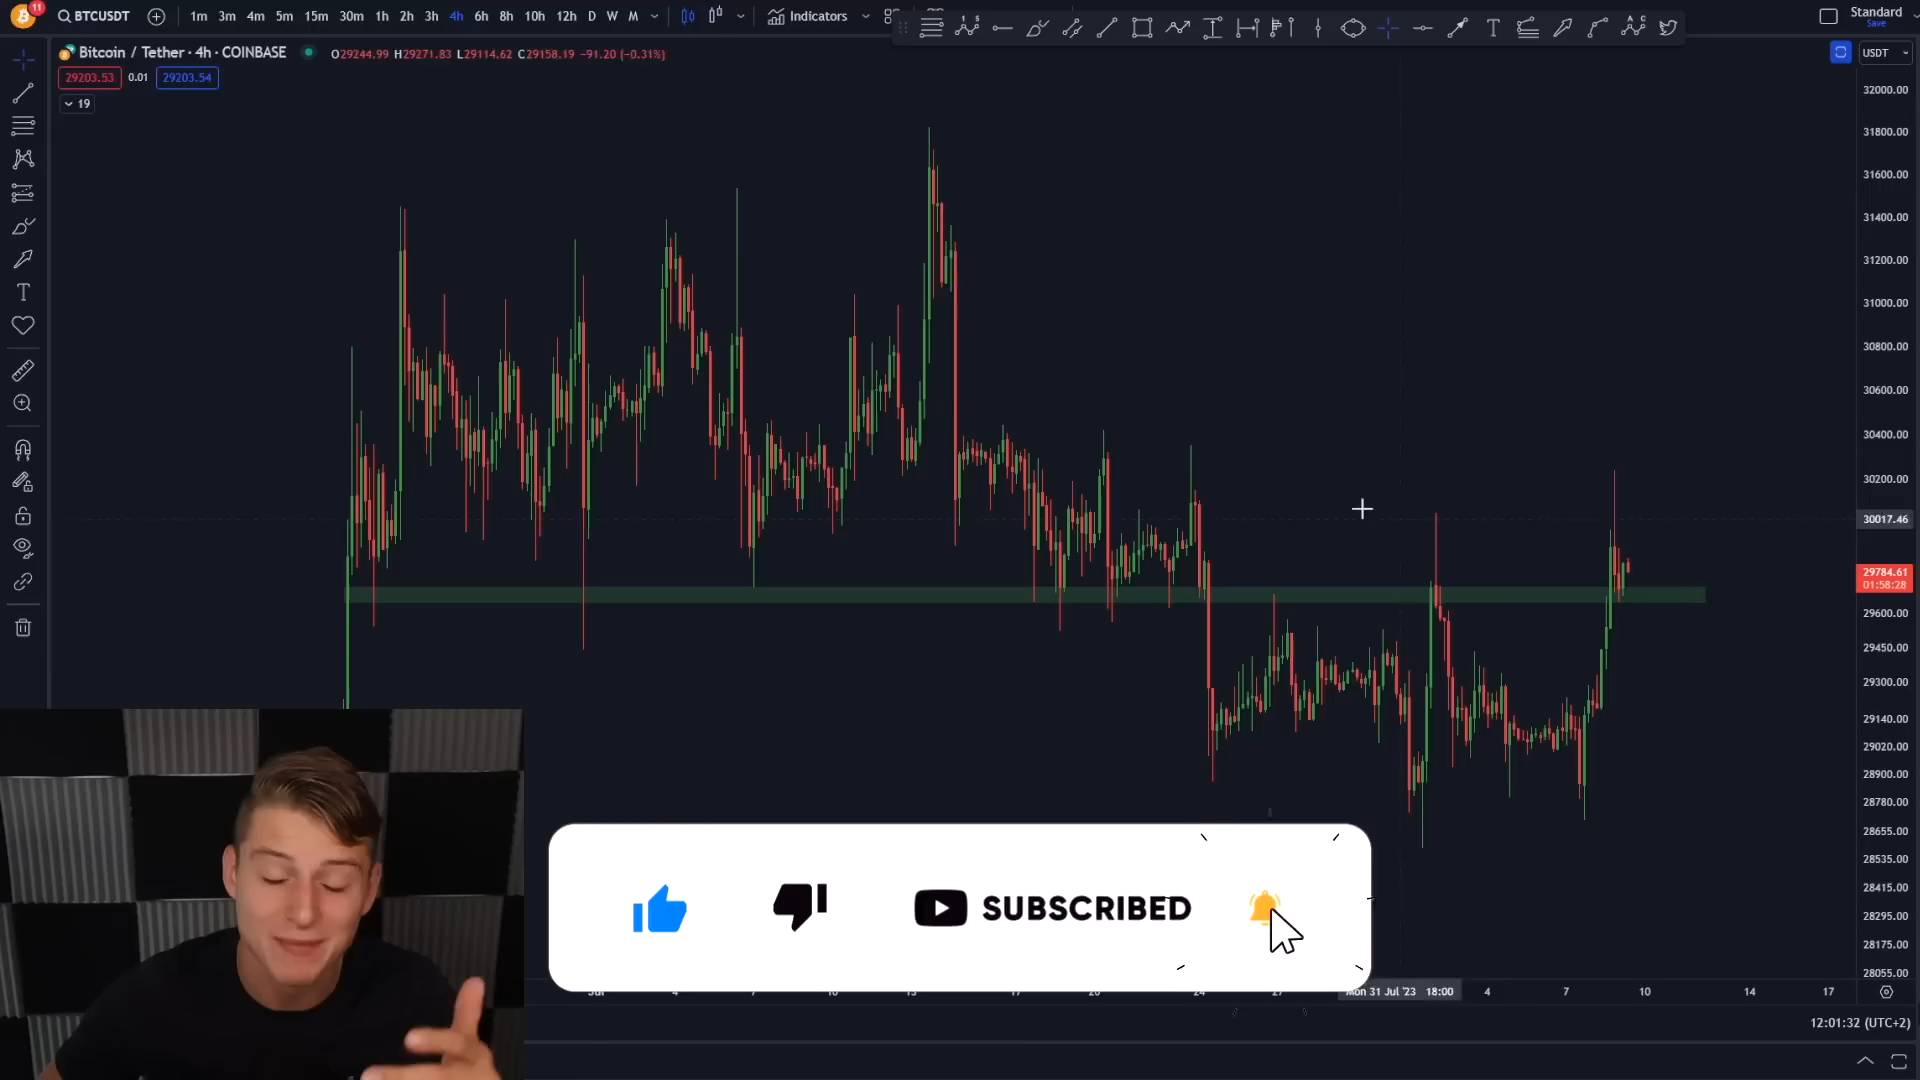 11
BTCUSDT
1m 3m 4m 5m 15m 30m 1h 2h 3h 4h 6h 8h 10h 12h D W M
Indicators
Standard
Save
Bitcoin / Tether · 4h · COINBASE
O29244.99 H29271.83 L29114.62 C29158.19 −91.20 (−0.31%)
USDT
29203.53 0.01 29203.54
19
32000.00
31800.00
31600.00
31400.00
31200.00
31000.00
30800.00
30600.00
30400.00
30200.00
30017.46
29784.61
01:58:28
29600.00
29450.00
29300.00
29140.00
29020.00
28900.00
28780.00
28655.00
28535.00
28415.00
28295.00
28175.00
28055.00
SUBSCRIBED
24 27 Mon 31 Jul '23 18:00 4 7 10 14 17
12:01:32 (UTC+2)